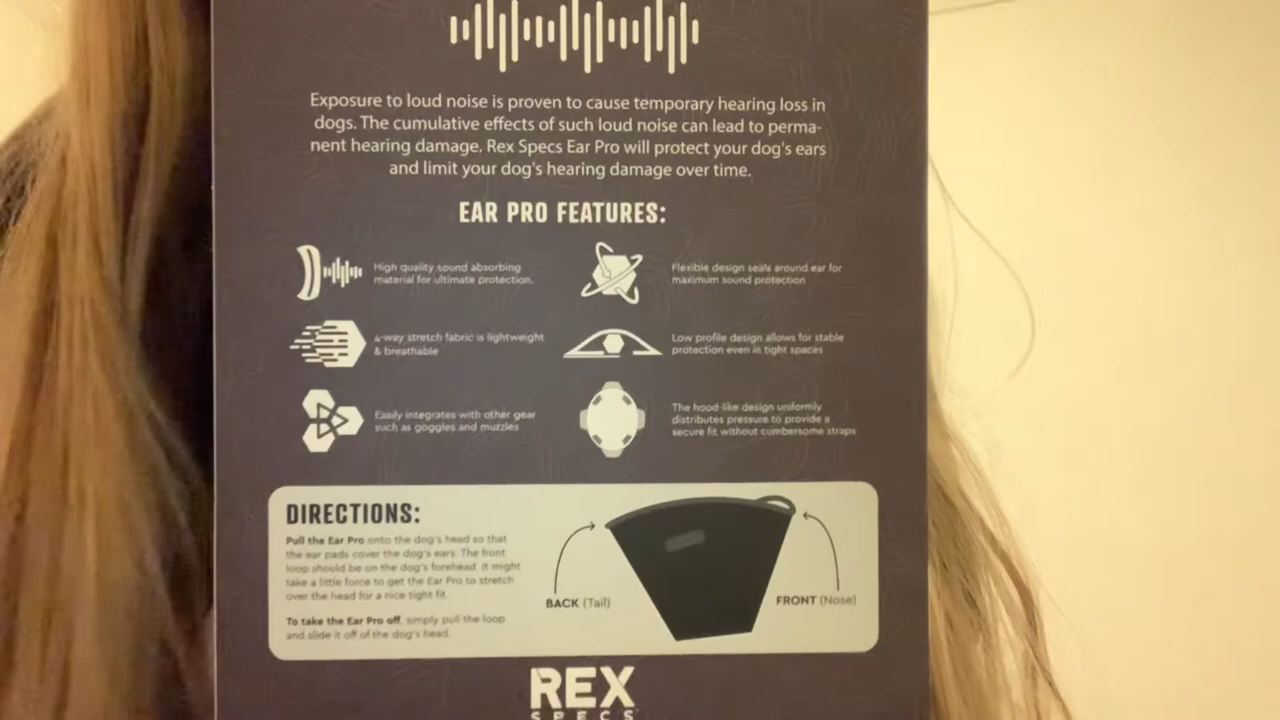 Exposure to loud noise is proven to cause temporary hearing loss in
dogs. The cumulative effects of such loud noise can lead to perma-
nent hearing damage. Rex Specs Ear Pro will protect your dog's ears
and limit your dog's hearing damage over time.
EAR PRO FEATURES:
High quality sound absorbing
material for ultimate protection.
Flexible design seals around ear for
maximum sound protection
4-way stretch fabric is lightweight
& breathable
Low profile design allows for stable
protection even in tight spaces
Easily integrates with other gear
such as goggles and muzzles
The hood-like design uniformly
distributes pressure to provide a
secure fit without cumbersome straps
DIRECTIONS:
Pull the Ear Pro onto the dog's head so that
the ear pads cover the dog's ears. The front
loop should be on the dog's forehead. It might
take a little force to get the Ear Pro to stretch
over the head for a nice tight fit.
To take the Ear Pro off, simply pull the loop
and slide it off of the dog's head.
BACK (Tail)
FRONT (Nose)
REX
SPECS